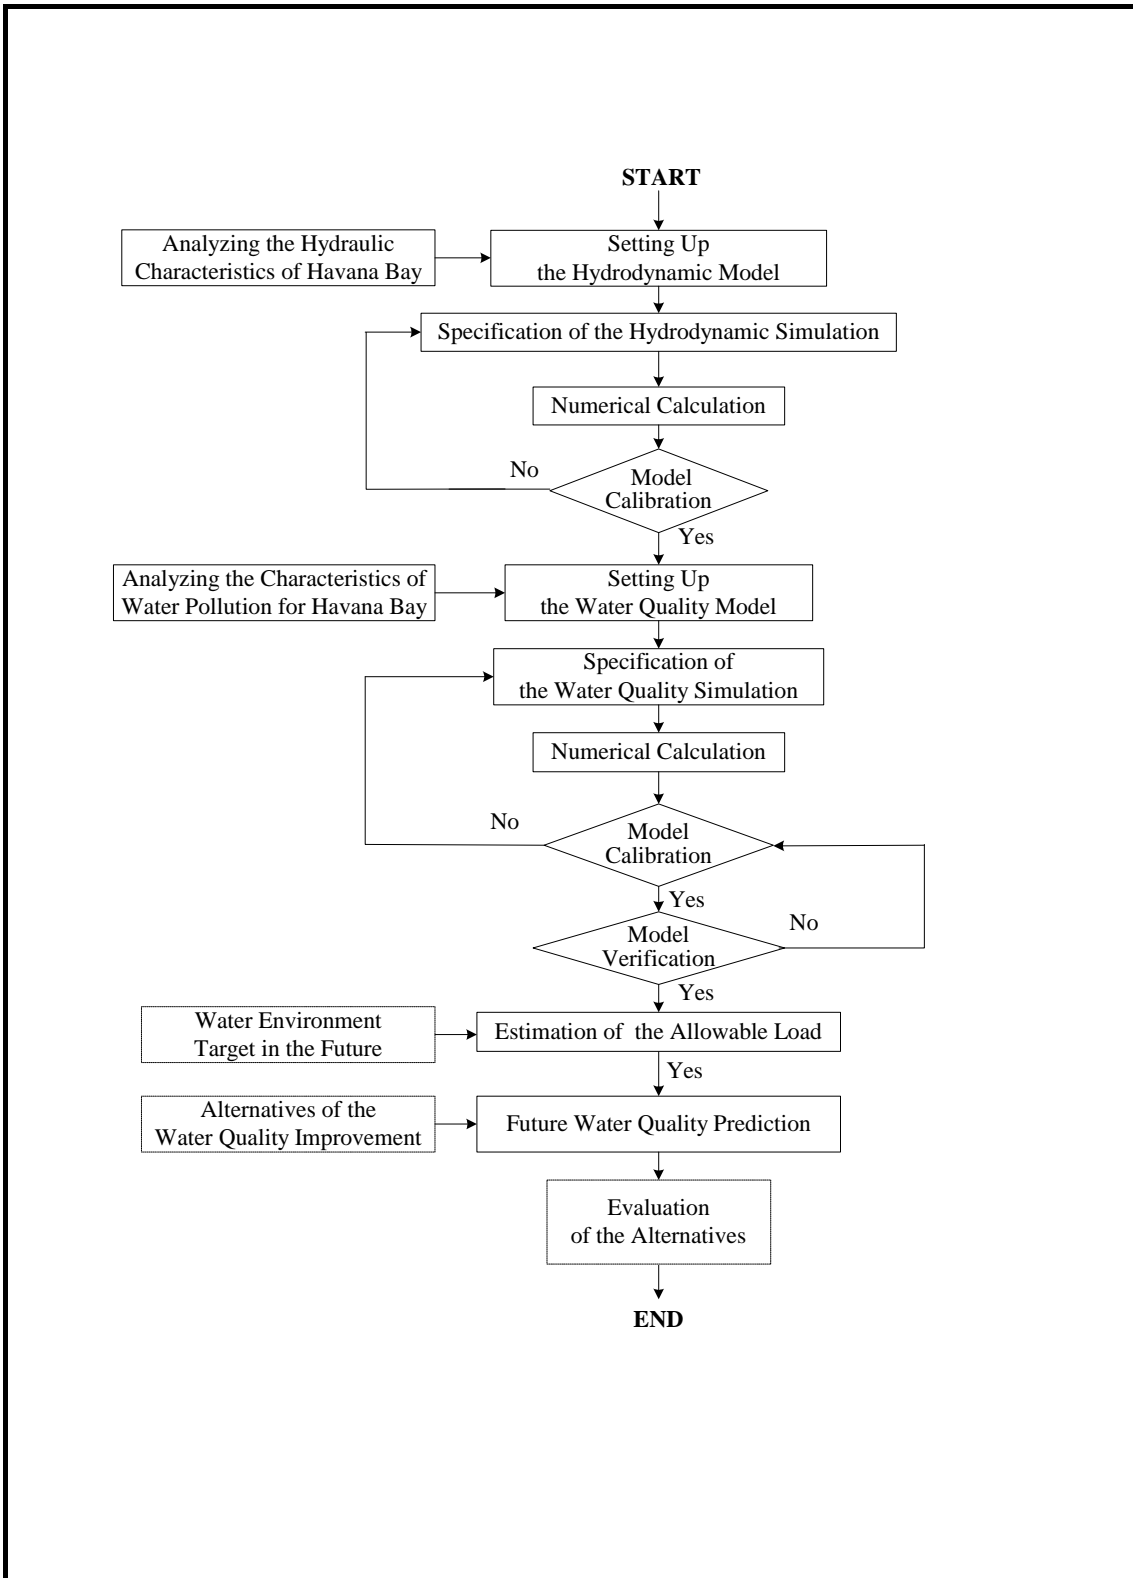 START
Analyzing the Hydraulic
Characteristics of Havana Bay
Setting Up
the Hydrodynamic Model
Specification of the Hydrodynamic Simulation
Numerical Calculation
No
Model
Calibration
Yes
Analyzing the Characteristics of
Water Pollution for Havana Bay
Setting Up
the Water Quality Model
Specification of
the Water Quality Simulation
Numerical Calculation
No
Model
Calibration
Yes
No
Model
Verification
Yes
Water Environment
Target in the Future
Estimation of the Allowable Load
Yes
Alternatives of the
Water Quality Improvement
Future Water Quality Prediction
Evaluation
of the Alternatives
END